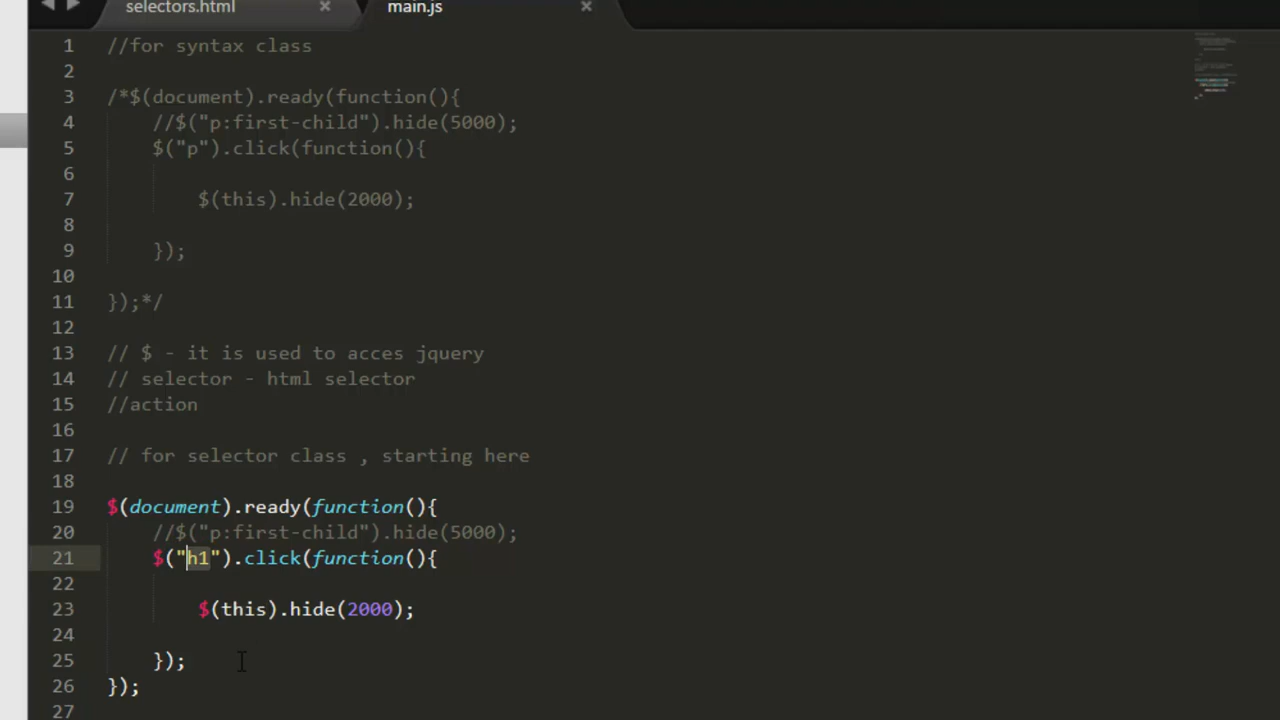 selectors.html × main.js ×
1 //for syntax class
2
3 /*$(document).ready(function(){
4 //$("p:first-child").hide(5000);
5 $("p").click(function(){
6
7 $(this).hide(2000);
8
9 });
10
11 });*/
12
13 // $ - it is used to acces jquery
14 // selector - html selector
15 //action
16
17 // for selector class , starting here
18
19 $(document).ready(function(){
20 //$("p:first-child").hide(5000);
21 $("h1").click(function(){
22
23 $(this).hide(2000);
24
25 });
26 });
27